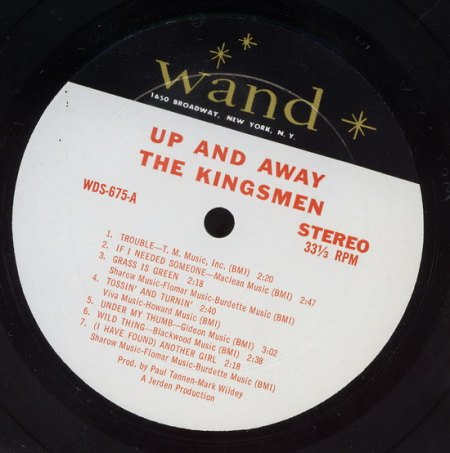 wand
1650 BROADWAY, NEW YORK, N. Y.
UP AND AWAY
THE KINGSMEN
WDS-675-A
STEREO
33⅓ RPM
1. TROUBLE—T. M. Music, Inc. (BMI) 2:20
2. IF I NEEDED SOMEONE—Maclean Music (BMI) 2:47
3. GRASS IS GREEN 2:18
Sharow Music-Flomar Music-Burdette Music (BMI)
4. TOSSIN' AND TURNIN' 2:40
Viva Music-Howard Music (BMI)
5. UNDER MY THUMB—Gideon Music (BMI) 3:02
6. WILD THING—Blackwood Music (BMI) 2:38
7. (I HAVE FOUND) ANOTHER GIRL 2:18
Sharow Music-Flomar Music-Burdette Music (BMI)
Prod. by Paul Tannen-Mark Wildey
A Jerden Production